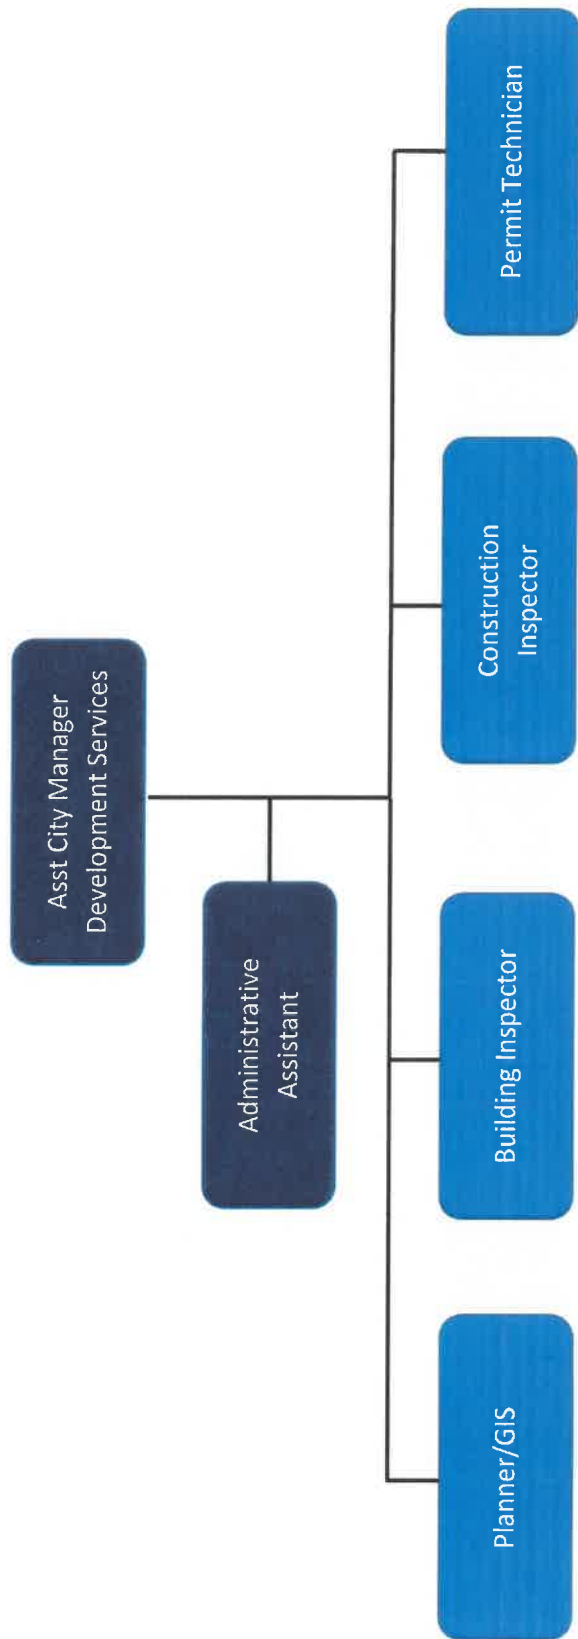 Asst City Manager
Development Services
Administrative
Assistant
Planner/GIS
Building Inspector
Construction
Inspector
Permit Technician